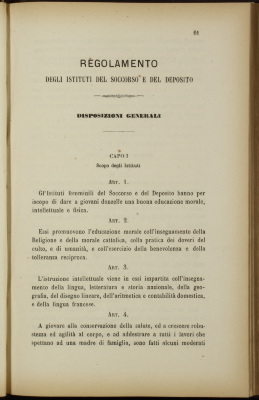 61
REGOLAMENTO
DEGLI ISTITUTI DEL SOCCORSO E DEL DEPOSITO
DISPOSIZIONI GENERALI
CAPO I
Scopo degli Istituti
ART. 1.
Gl'Istituti femminili del Soccorso e del Deposito hanno per
iscopo di dare a giovani donzelle una buona educazione morale,
intellettuale e fisica.
ART. 2.
Essi promuovono l'educazione morale coll'insegnamento della
Religione e della morale cattolica, colla pratica dei doveri del
culto, e di umanità, e coll'esercizio della benevolenza e della
tolleranza reciproca.
ART. 3.
L'istruzione intellettuale viene in essi impartita coll'insegna-
mento della lingua, letteratura e storia nazionale, della geo-
grafia, del disegno lineare, dell'aritmetica e contabilità domestica,
e della lingua francese.
ART. 4.
A giovare alla conservazione della salute, ed a crescere robu-
stezza ed agilità al corpo, e ad addestrare a tutti i lavori che
spettano ad una madre di famiglia, sono fatti alcuni moderati